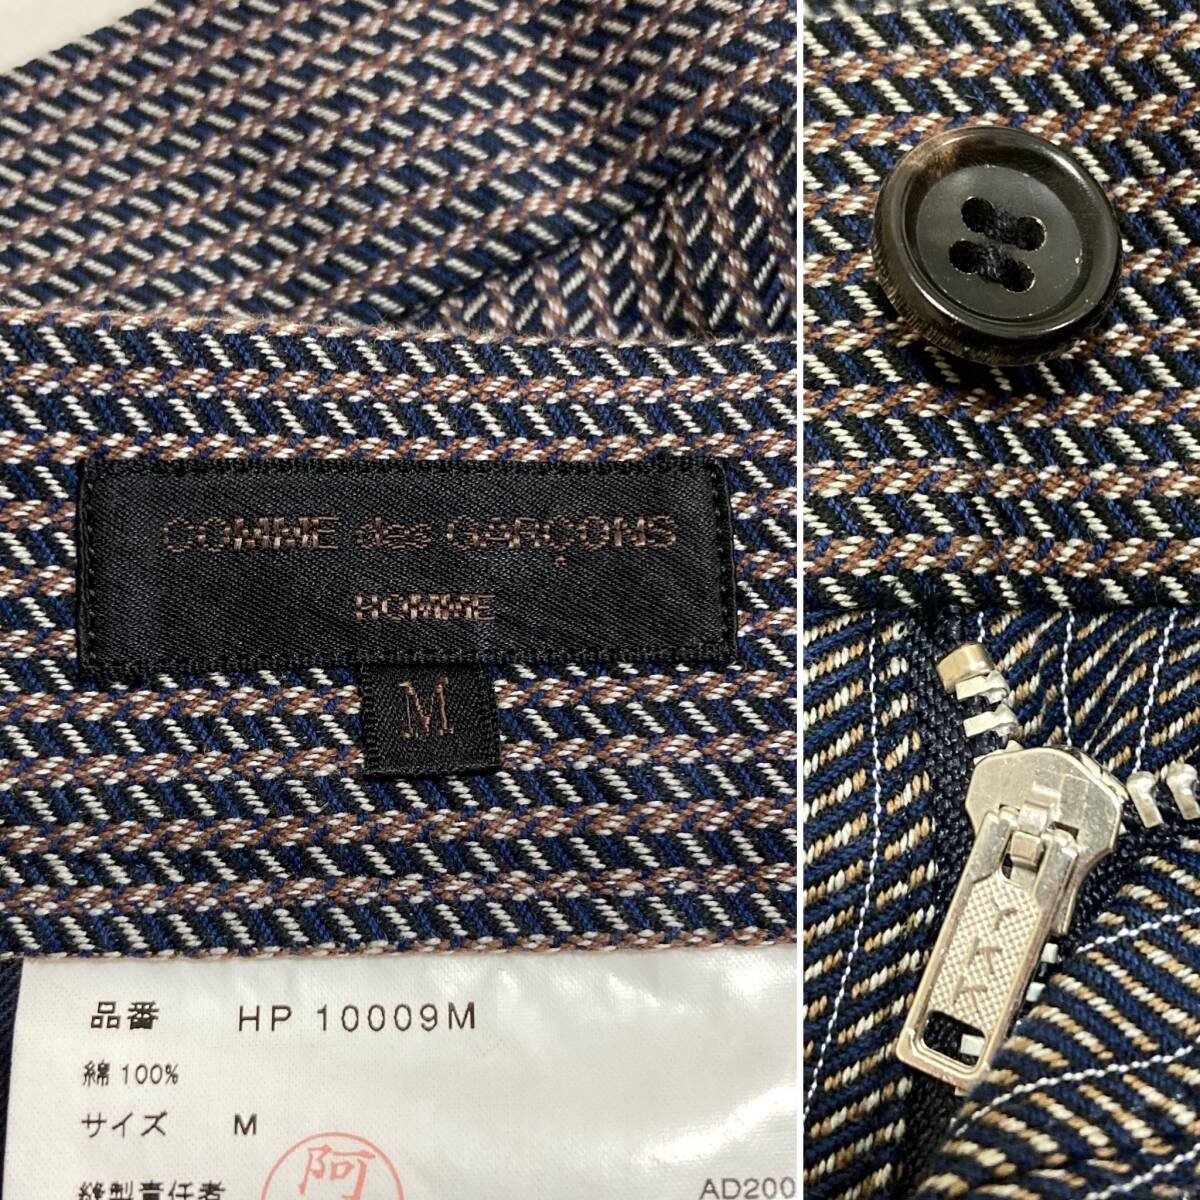 COMME des GARÇONS
HOMME
M
品番 HP 10009M
綿 100%
サイズ M
縫製責任者
阿
AD200
YKK